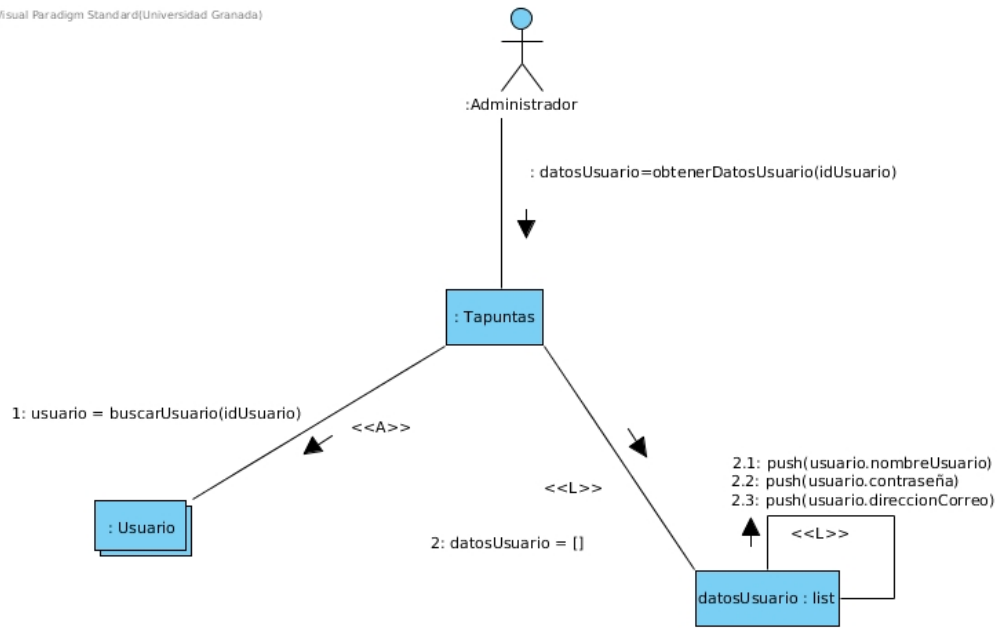 Visual Paradigm Standard(Universidad Granada)
:Administrador
: datosUsuario=obtenerDatosUsuario(idUsuario)
: Tapuntas
1: usuario = buscarUsuario(idUsuario)
<<A>>
<<L>>
2.1: push(usuario.nombreUsuario)
2.2: push(usuario.contraseña)
2.3: push(usuario.direccionCorreo)
<<L>>
: Usuario
2: datosUsuario = []
datosUsuario : list